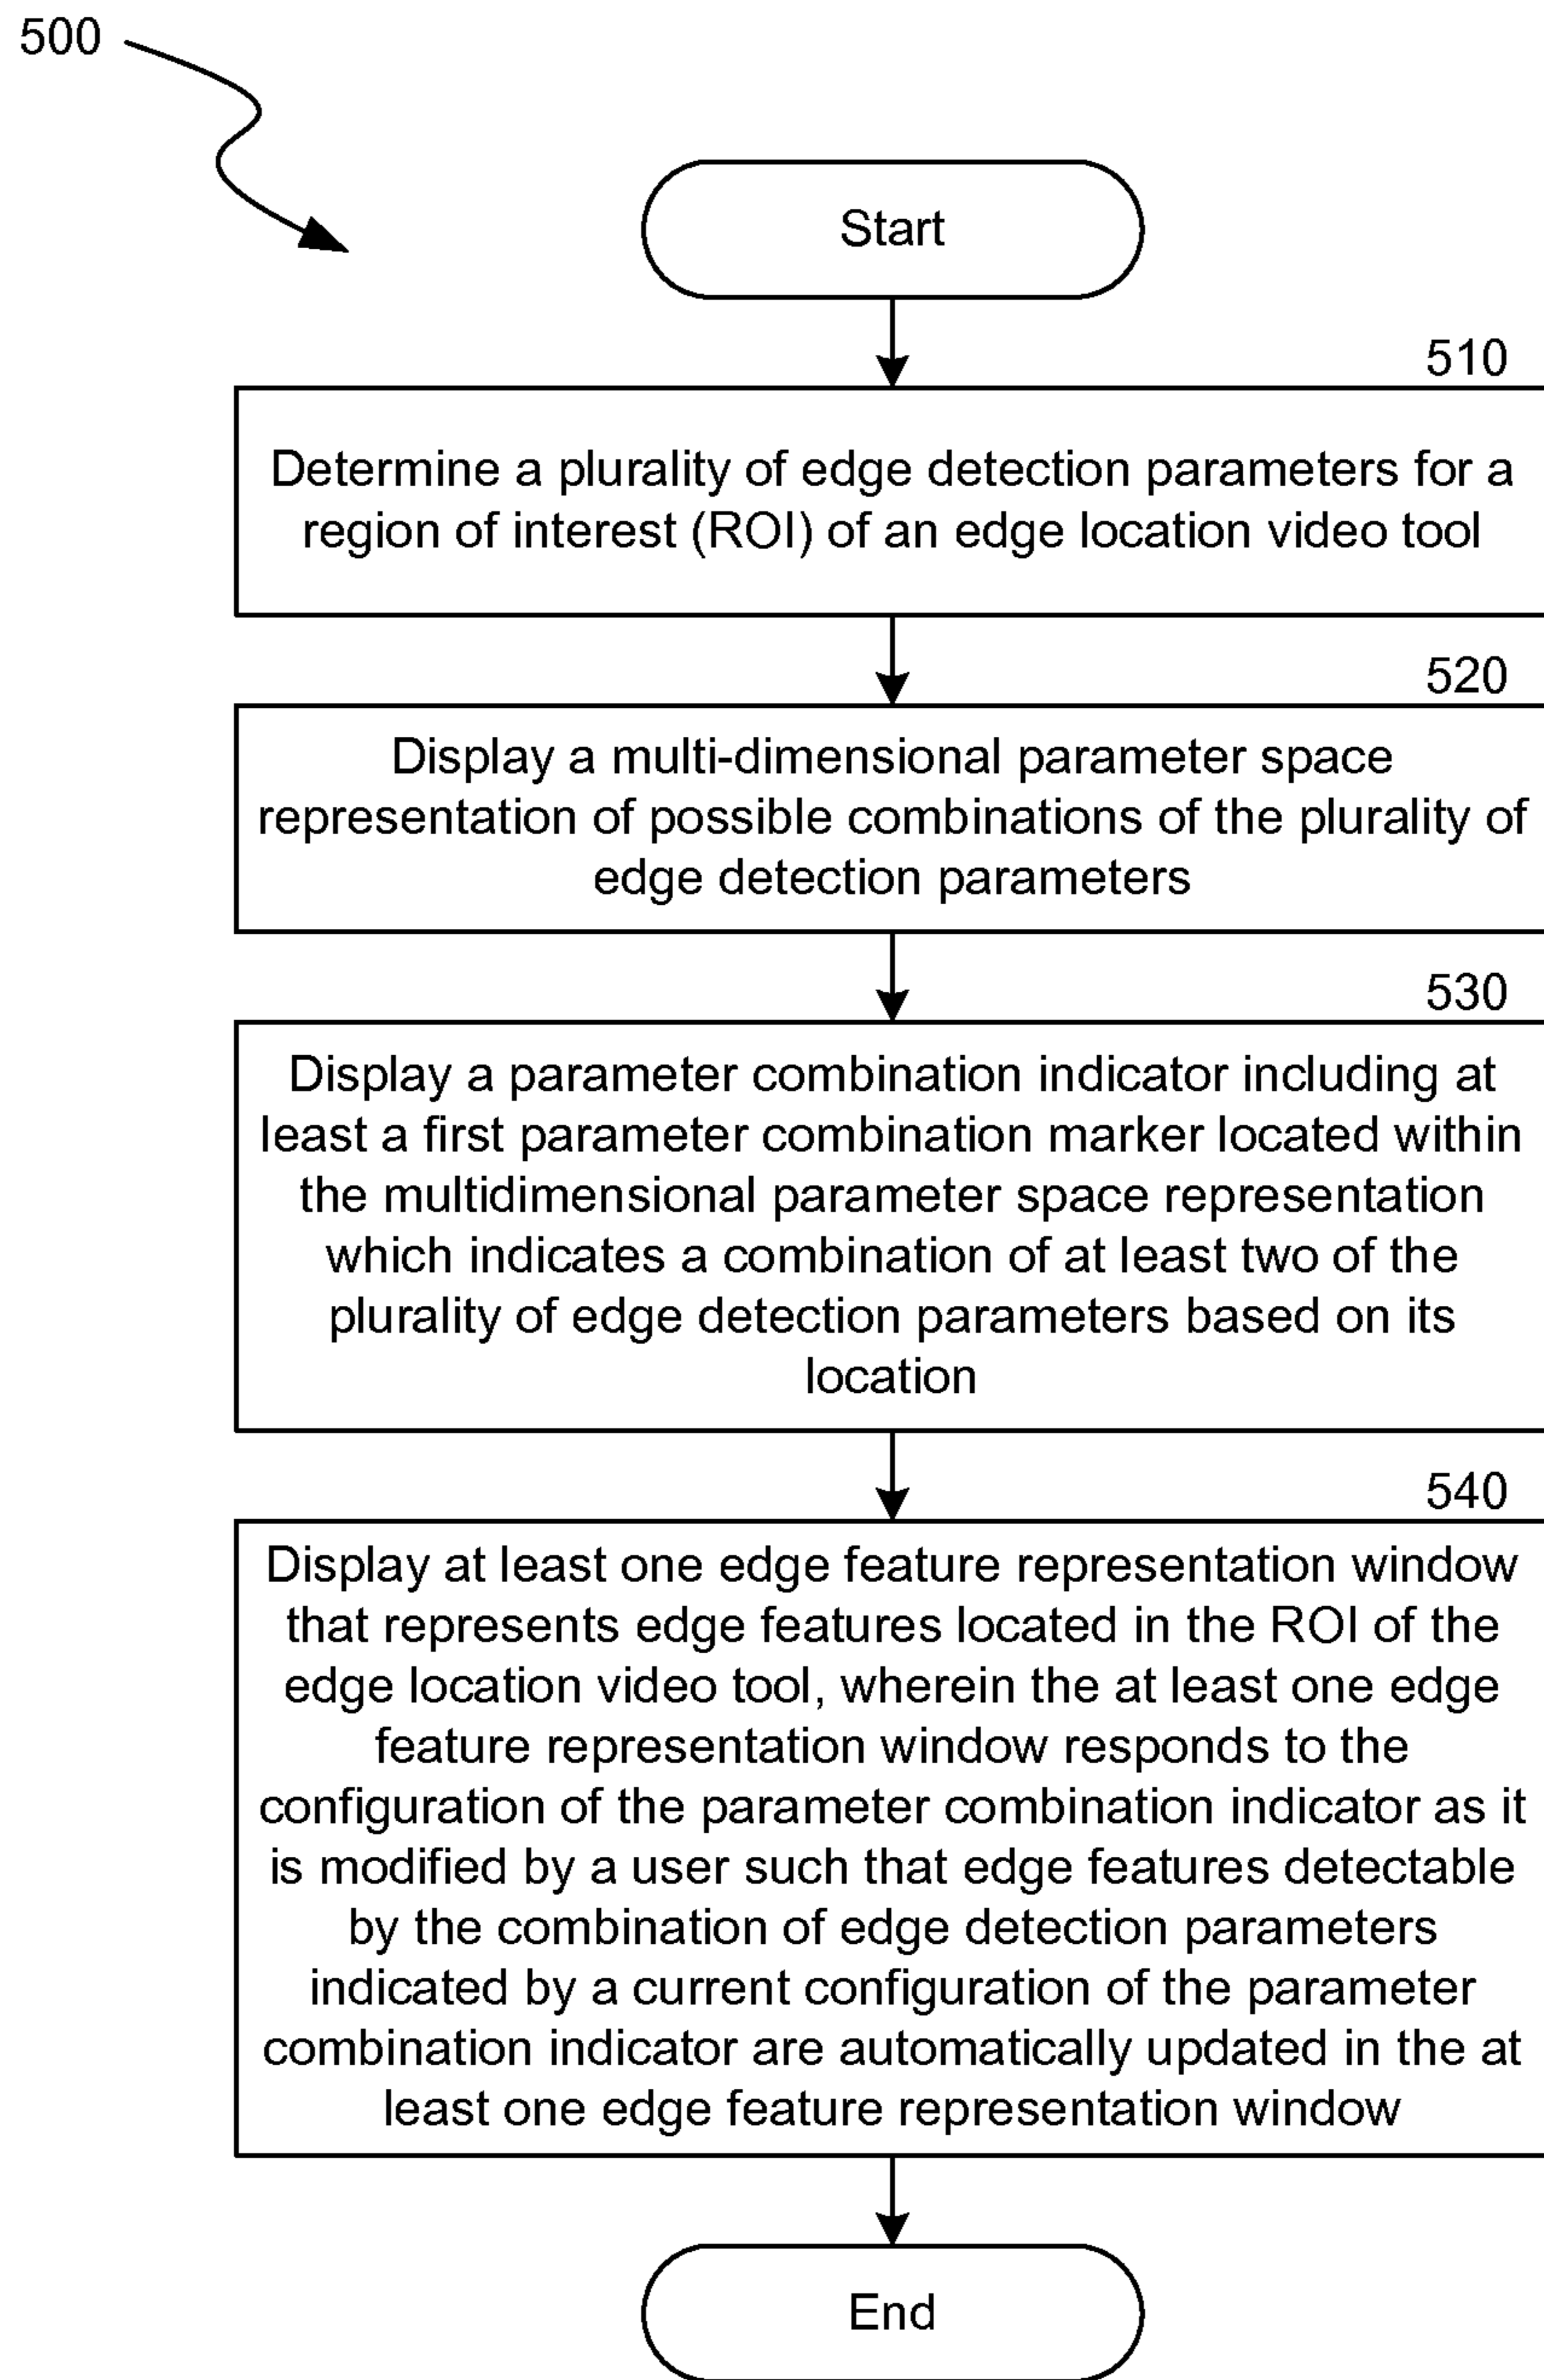 500
Start
510
Determine a plurality of edge detection parameters for a
region of interest (ROI) of an edge location video tool
520
Display a multi-dimensional parameter space
representation of possible combinations of the plurality of
edge detection parameters
530
Display a parameter combination indicator including at
least a first parameter combination marker located within
the multidimensional parameter space representation
which indicates a combination of at least two of the
plurality of edge detection parameters based on its
location
540
Display at least one edge feature representation window
that represents edge features located in the ROI of the
edge location video tool, wherein the at least one edge
feature representation window responds to the
configuration of the parameter combination indicator as it
is modified by a user such that edge features detectable
by the combination of edge detection parameters
indicated by a current configuration of the parameter
combination indicator are automatically updated in the at
least one edge feature representation window
End